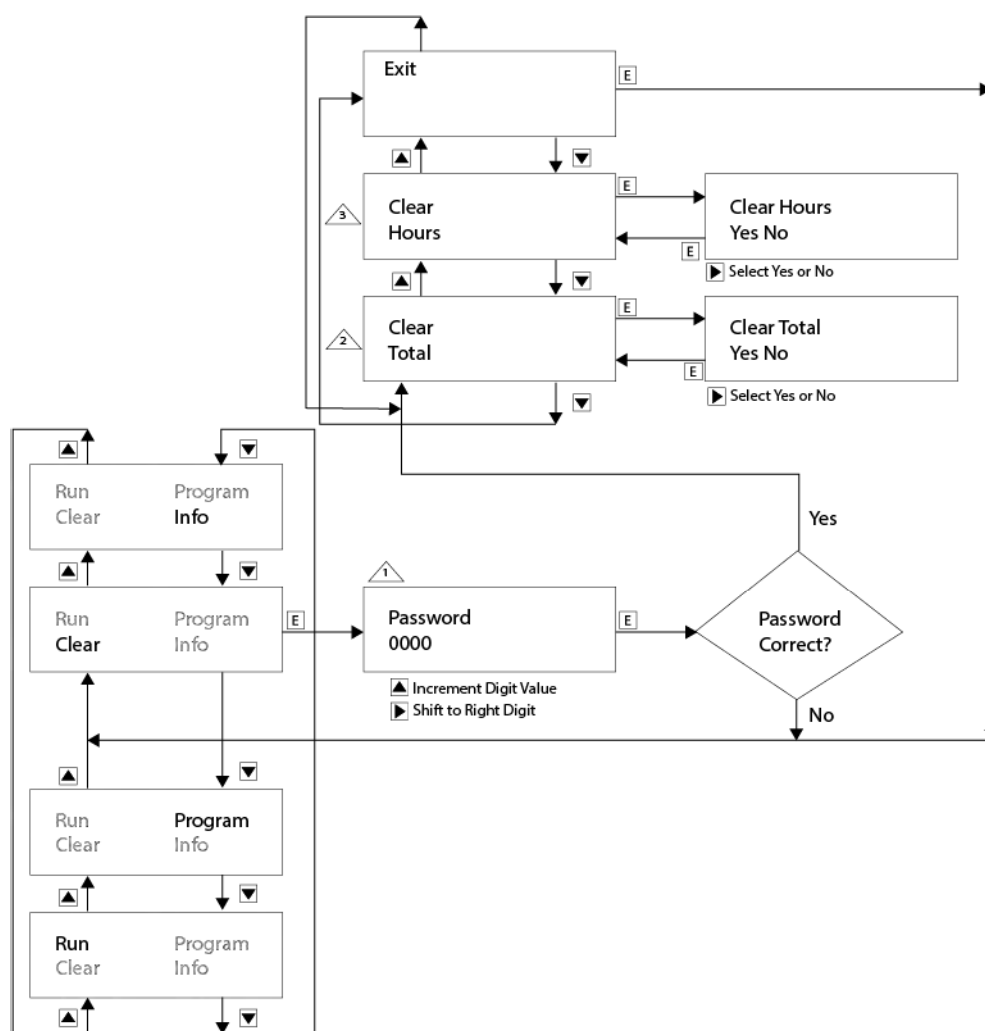 Exit
E
Clear
Hours
3
E
Clear Hours
Yes No
E
Select Yes or No
Clear
Total
2
E
Clear Total
Yes No
E
Select Yes or No
Run Program
Clear Info
Run Program
Clear Info
E
1
Password
0000
E
Increment Digit Value
Shift to Right Digit
Password
Correct?
Yes
No
Run Program
Clear Info
Run Program
Clear Info